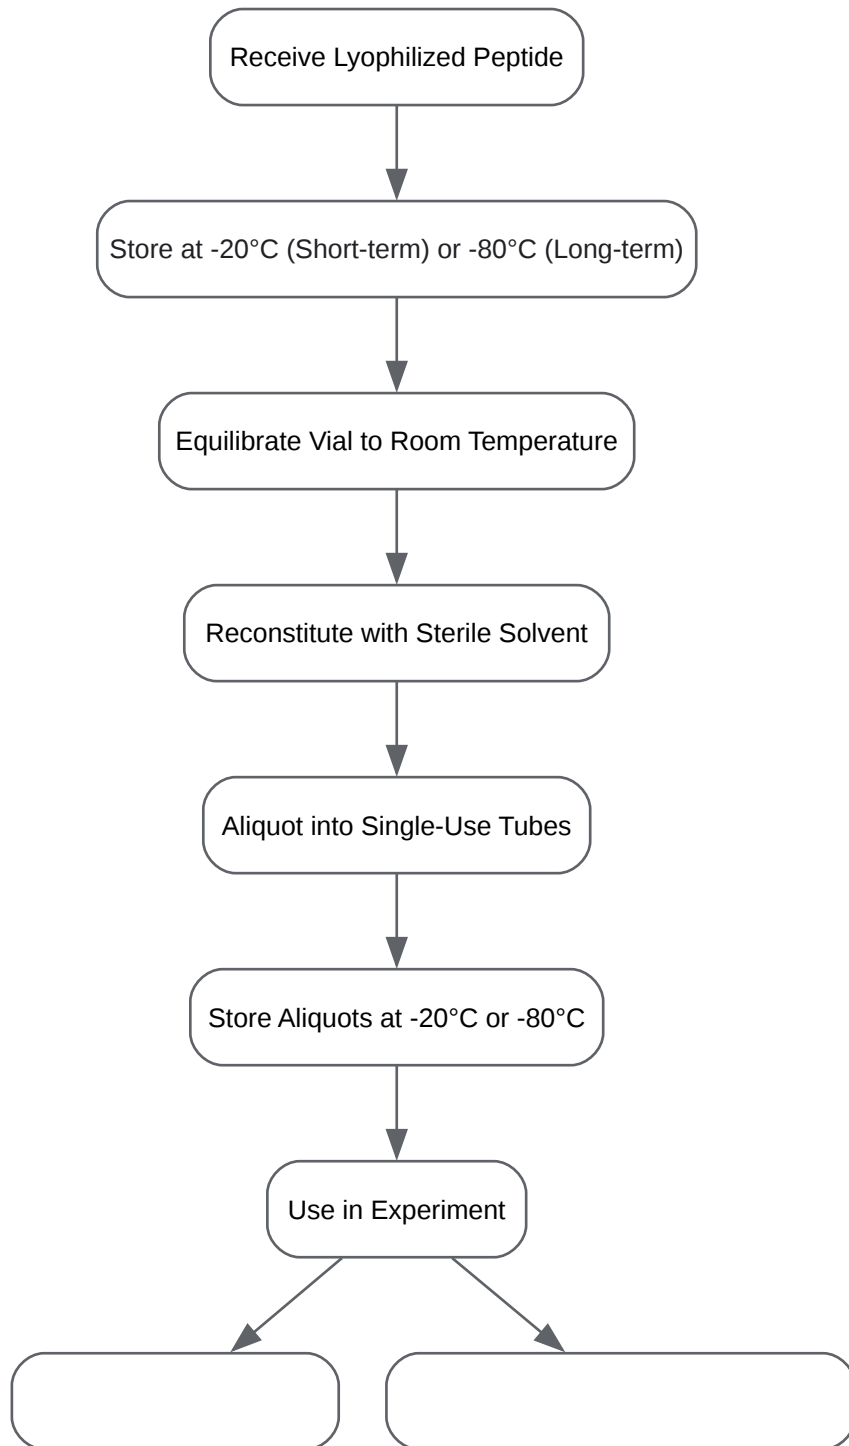 Receive Lyophilized Peptide
Store at -20°C (Short-term) or -80°C (Long-term)
Equilibrate Vial to Room Temperature
Reconstitute with Sterile Solvent
Aliquot into Single-Use Tubes
Store Aliquots at -20°C or -80°C
Use in Experiment